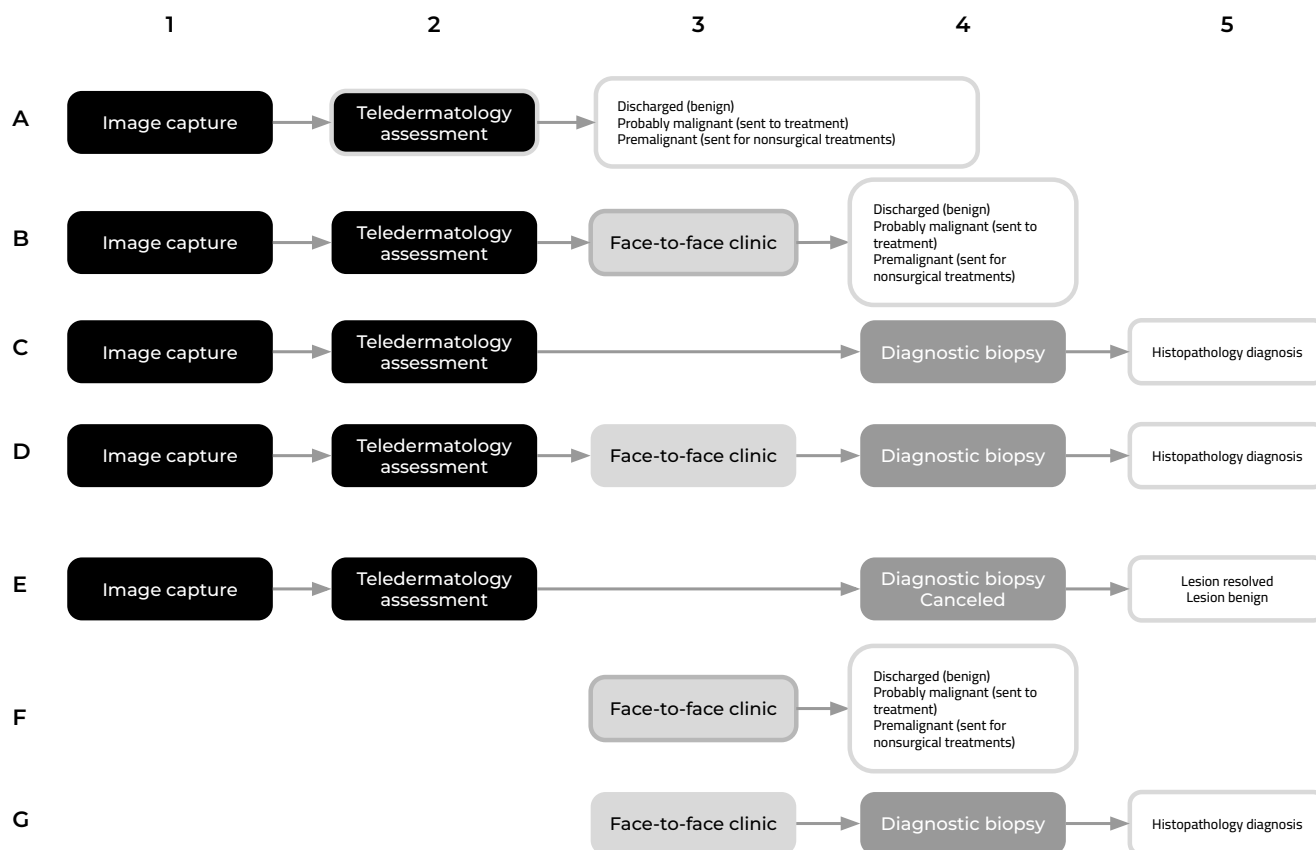 1 2 3 4 5
A
Image capture
Teledermatology
assessment
Discharged (benign)
Probably malignant (sent to treatment)
Premalignant (sent for nonsurgical treatments)
B
Image capture
Teledermatology
assessment
Face-to-face clinic
Discharged (benign)
Probably malignant (sent to
treatment)
Premalignant (sent for
nonsurgical treatments)
C
Image capture
Teledermatology
assessment
Diagnostic biopsy
Histopathology diagnosis
D
Image capture
Teledermatology
assessment
Face-to-face clinic
Diagnostic biopsy
Histopathology diagnosis
E
Image capture
Teledermatology
assessment
Diagnostic biopsy
Canceled
Lesion resolved
Lesion benign
F
Face-to-face clinic
Discharged (benign)
Probably malignant (sent to
treatment)
Premalignant (sent for
nonsurgical treatments)
G
Face-to-face clinic
Diagnostic biopsy
Histopathology diagnosis